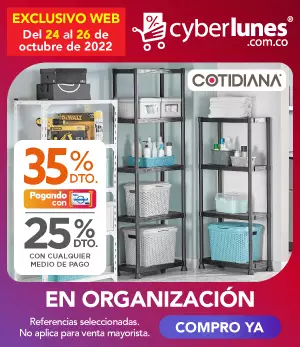 EXCLUSIVO WEB
Del 24 al 26 de
octubre de 2022
cyberlunes®
.com.co
COTIDIANA
DEWALT
35% DTO.
Pagando
con
25% DTO.
CON CUALQUIER
MEDIO DE PAGO
EN ORGANIZACIÓN
Referencias seleccionadas.
No aplica para venta mayorista.
COMPRO YA